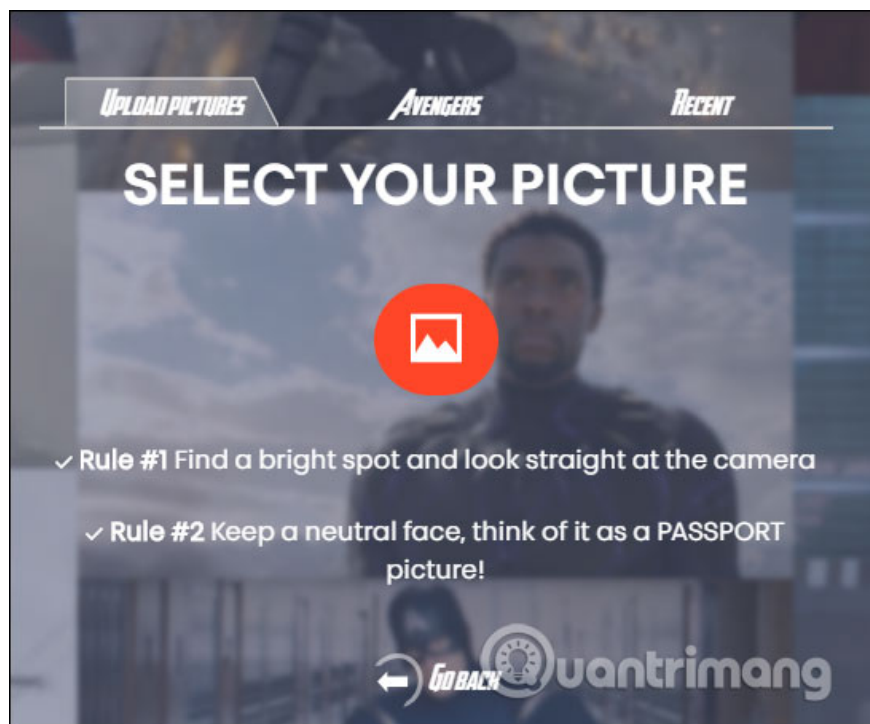 UPLOAD PICTURES
AVENGERS
RECENT
SELECT YOUR PICTURE
✓ Rule #1 Find a bright spot and look straight at the camera
✓ Rule #2 Keep a neutral face, think of it as a PASSPORT
picture!
GO BACK
Quantrimang